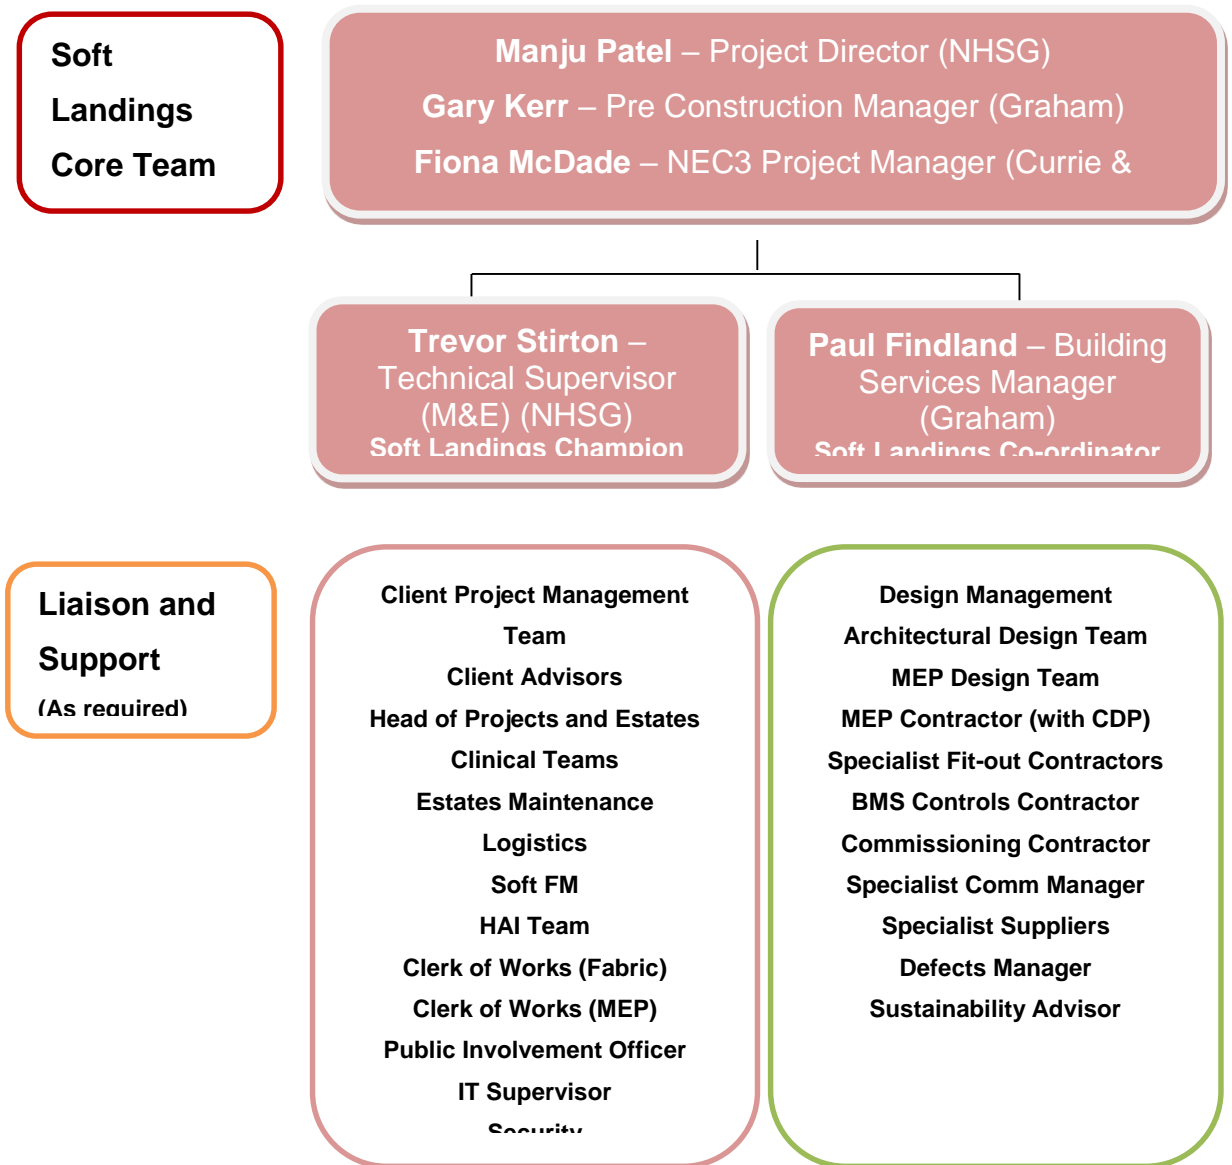 Soft
Landings
Core Team
Manju Patel – Project Director (NHSG)
Gary Kerr – Pre Construction Manager (Graham)
Fiona McDade – NEC3 Project Manager (Currie &
Trevor Stirton –
Technical Supervisor
(M&E) (NHSG)
Soft Landings Champion
Paul Findland – Building
Services Manager
(Graham)
Soft Landings Co-ordinator
Liaison and
Support
(As required)
Client Project Management
Team
Client Advisors
Head of Projects and Estates
Clinical Teams
Estates Maintenance
Logistics
Soft FM
HAI Team
Clerk of Works (Fabric)
Clerk of Works (MEP)
Public Involvement Officer
IT Supervisor
Security
Design Management
Architectural Design Team
MEP Design Team
MEP Contractor (with CDP)
Specialist Fit-out Contractors
BMS Controls Contractor
Commissioning Contractor
Specialist Comm Manager
Specialist Suppliers
Defects Manager
Sustainability Advisor